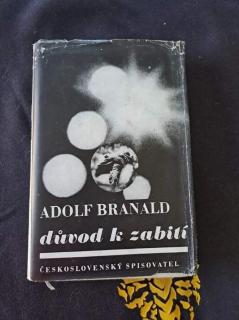 ADOLF BRANALD
důvod k zabití
ČESKOSLOVENSKÝ SPISOVATEL